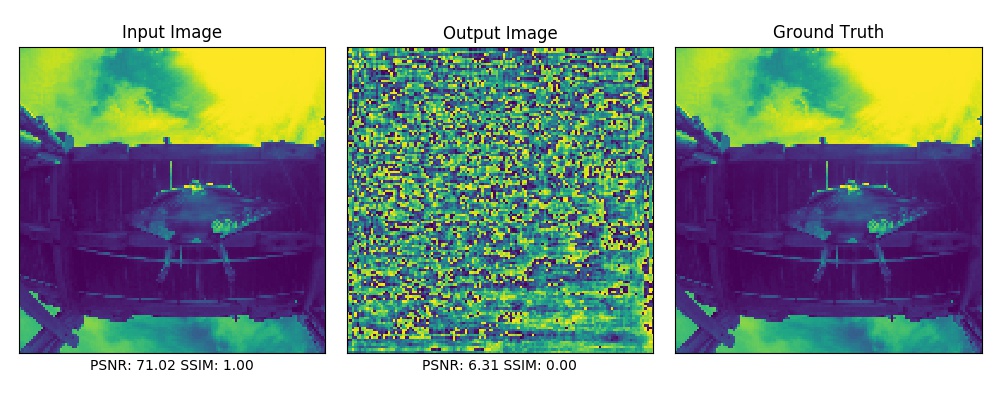 Input Image
Output Image
Ground Truth
PSNR: 71.02 SSIM: 1.00
PSNR: 6.31 SSIM: 0.00